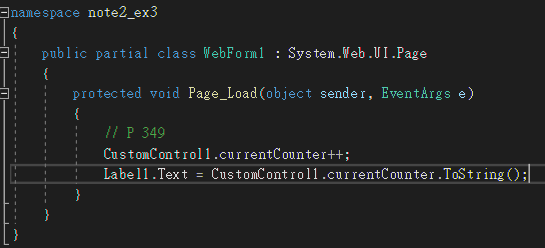 namespace note2_ex3
{
public partial class WebForm1 : System.Web.UI.Page
{
protected void Page_Load(object sender, EventArgs e)
{
// P 349
CustomControl1.currentCounter++;
Label1.Text = CustomControl1.currentCounter.ToString();
}
}
}